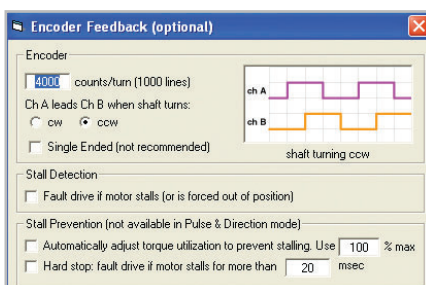 Encoder Feedback (optional)
Encoder
4000 counts/turn (1000 lines)
Ch A leads Ch B when shaft turns:
cw ccw
Single Ended (not recommended)
ch A
ch B
shaft turning ccw
Stall Detection
Fault drive if motor stalls (or is forced out of position)
Stall Prevention (not available in Pulse & Direction mode)
Automatically adjust torque utilization to prevent stalling. Use 100 % max
Hard stop: fault drive if motor stalls for more than 20 msec